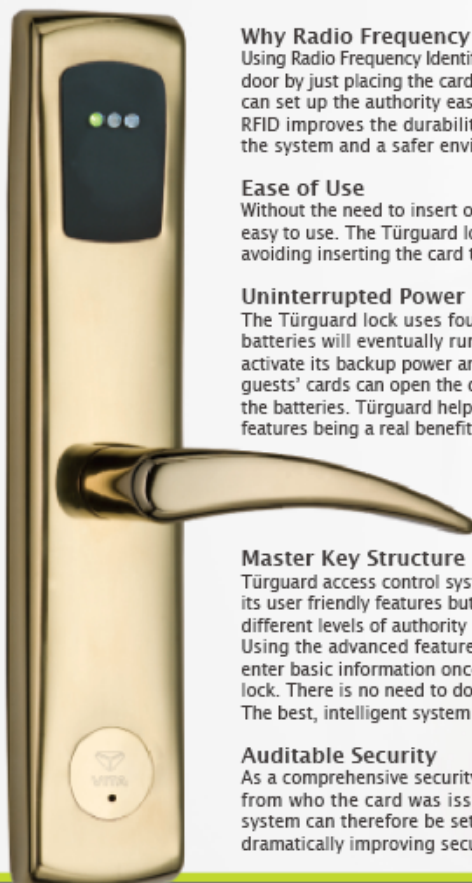 Why Radio Frequency
Using Radio Frequency Identif
door by just placing the card
can set up the authority eas
RFID improves the durabilit
the system and a safer envi
Ease of Use
Without the need to insert o
easy to use. The Türguard lo
avoiding inserting the card t
Uninterrupted Power
The Türguard lock uses fou
batteries will eventually run
activate its backup power an
guests' cards can open the d
the batteries. Türguard help
features being a real benefit
Master Key Structure
Türguard access control syst
its user friendly features but
different levels of authority
Using the advanced feature
enter basic information once
lock. There is no need to do
The best, intelligent system
Auditable Security
As a comprehensive security
from who the card was iss
system can therefore be set
dramatically improving secu
VITA